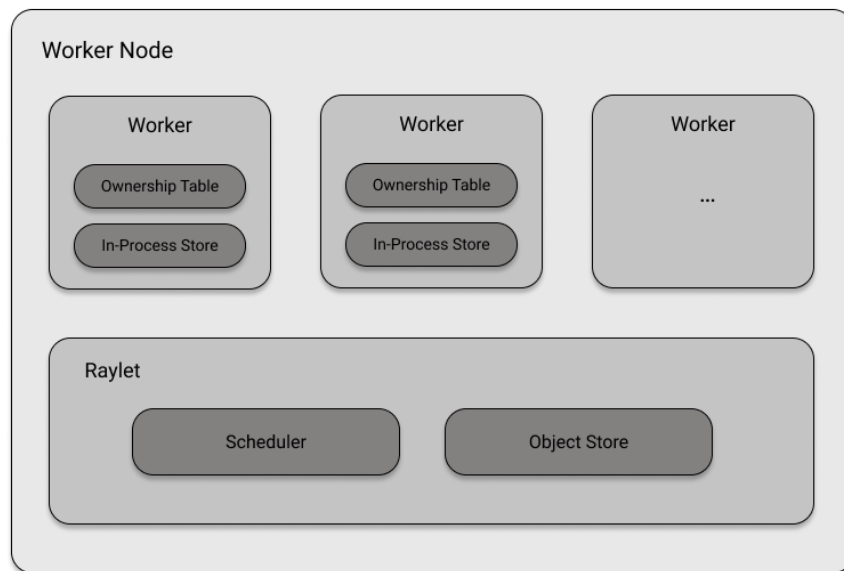 Worker Node
Worker
Worker
Worker
Ownership Table
Ownership Table
...
In-Process Store
In-Process Store
Raylet
Scheduler
Object Store